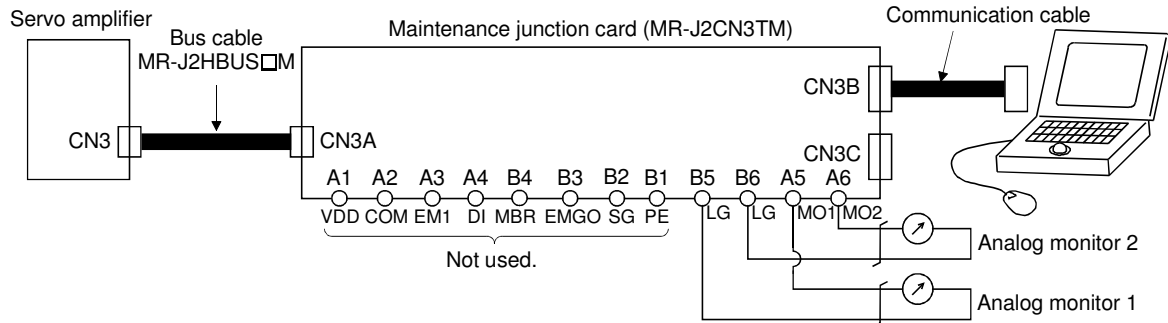 Servo amplifier
Bus cable
MR-J2HBUS□M
Maintenance junction card (MR-J2CN3TM)
Communication cable
CN3B
CN3
CN3A
CN3C
A1 A2 A3 A4 B4 B3 B2 B1 B5 B6 A5 A6
VDD COM EM1 DI MBR EMGO SG PE LG LG MO1 MO2
Not used.
Analog monitor 2
Analog monitor 1